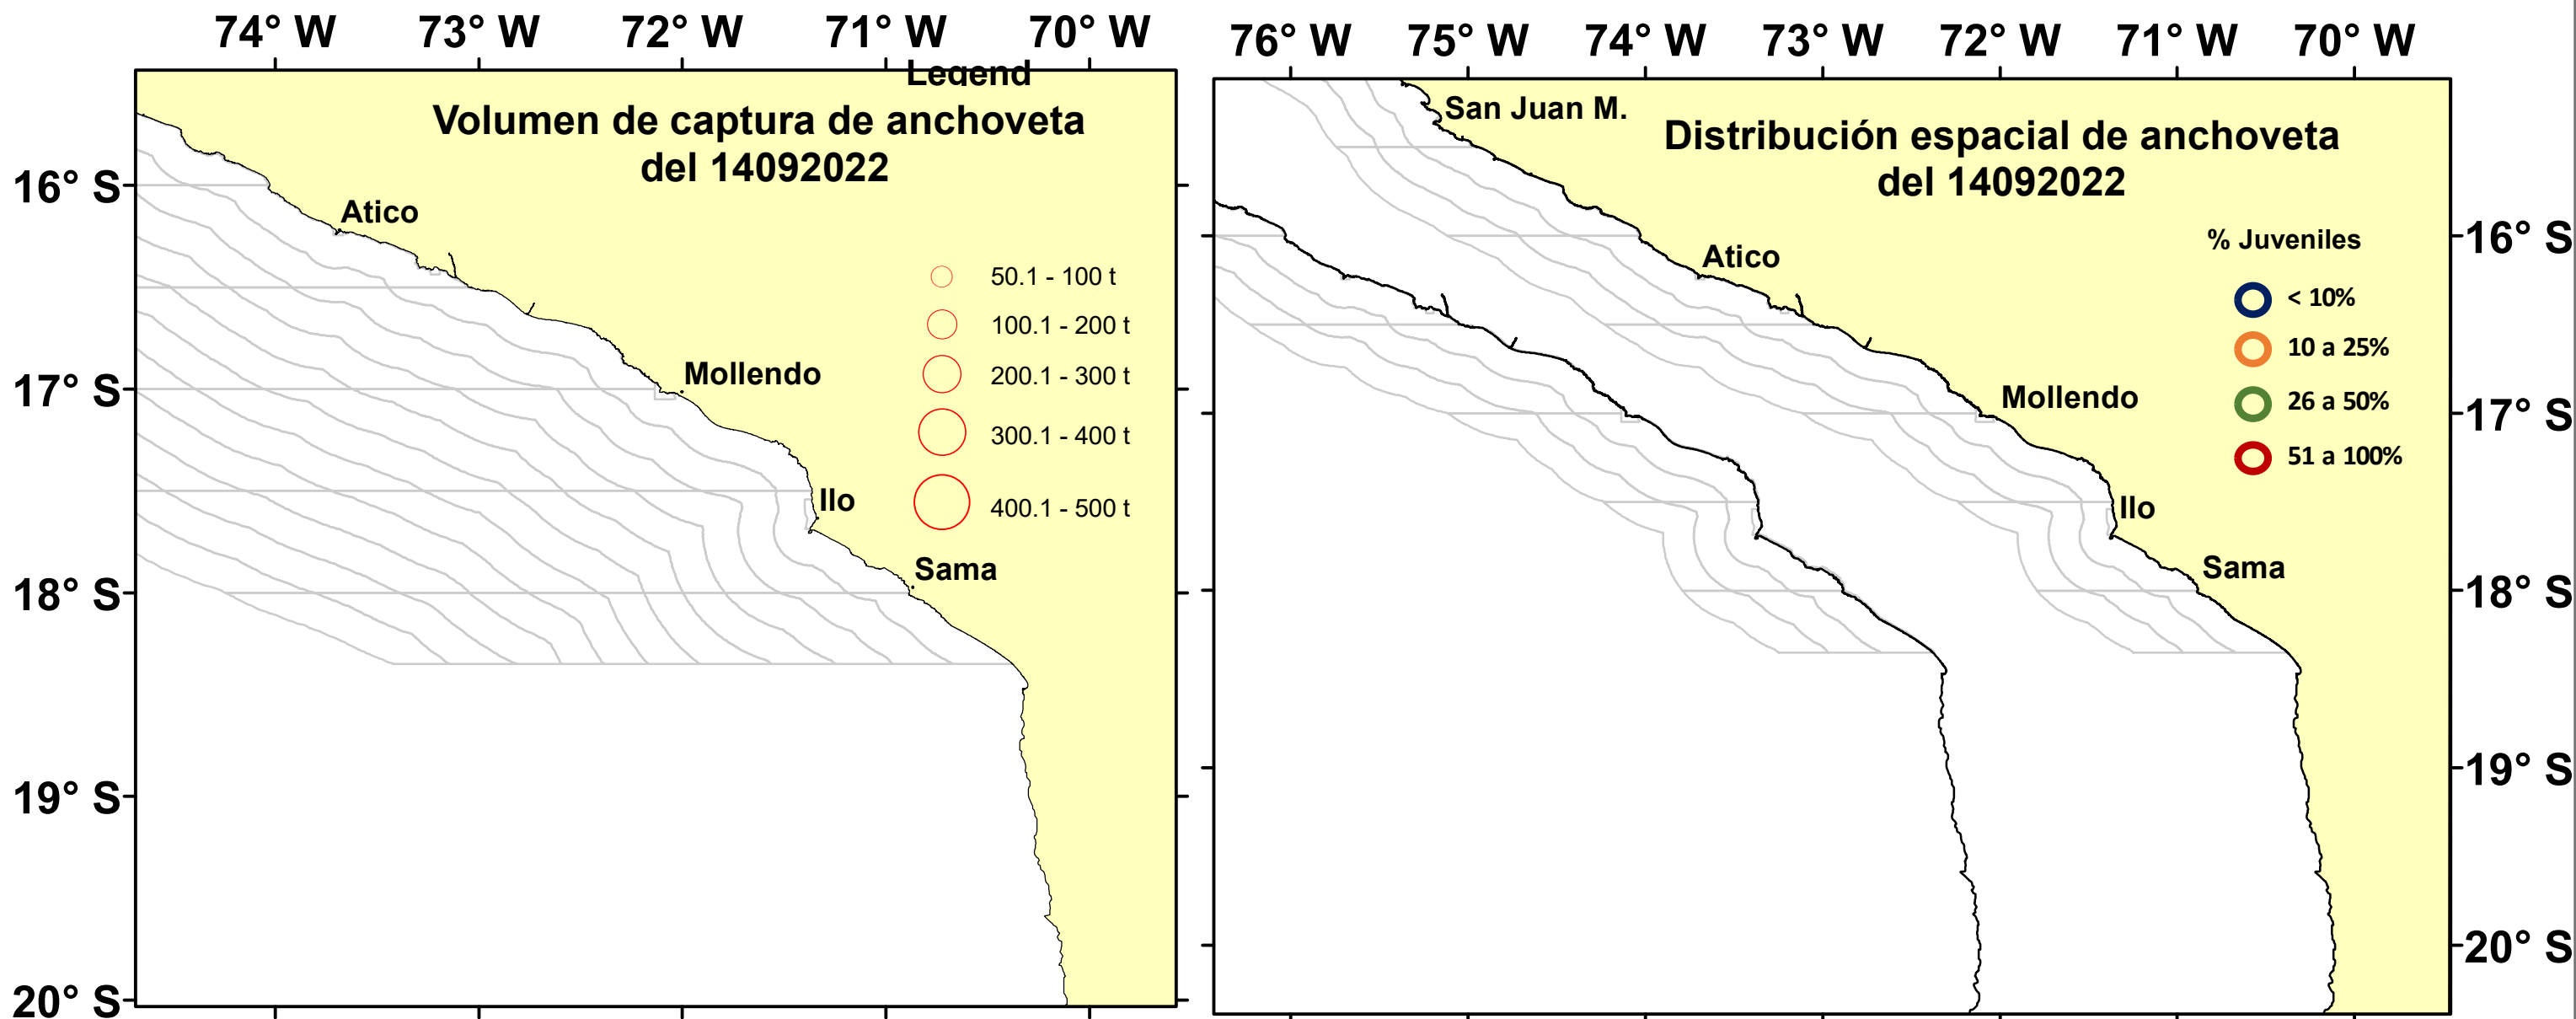 74° W 73° W 72° W 71° W 70° W
Legend
Volumen de captura de anchoveta
del 14092022
16° S
Atico
50.1 - 100 t
100.1 - 200 t
17° S
Mollendo
200.1 - 300 t
300.1 - 400 t
Ilo
400.1 - 500 t
Sama
18° S
19° S
20° S
76° W 75° W 74° W 73° W 72° W 71° W 70° W
San Juan M.
Distribución espacial de anchoveta
del 14092022
% Juveniles
16° S
Atico
< 10%
10 a 25%
Mollendo
26 a 50%
17° S
51 a 100%
Ilo
Sama
18° S
19° S
20° S